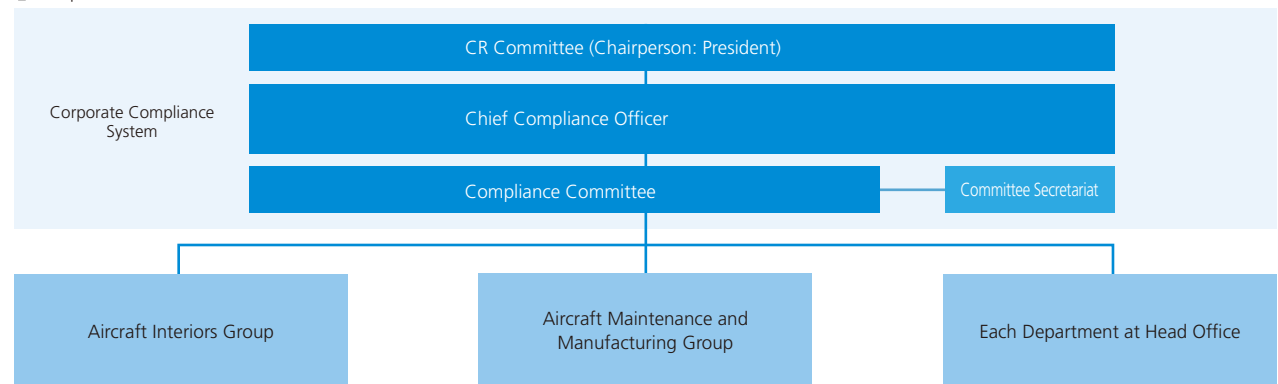 CR Committee (Chairperson: President)
Corporate Compliance
System
Chief Compliance Officer
Compliance Committee
Committee Secretariat
Aircraft Interiors Group
Aircraft Maintenance and
Manufacturing Group
Each Department at Head Office